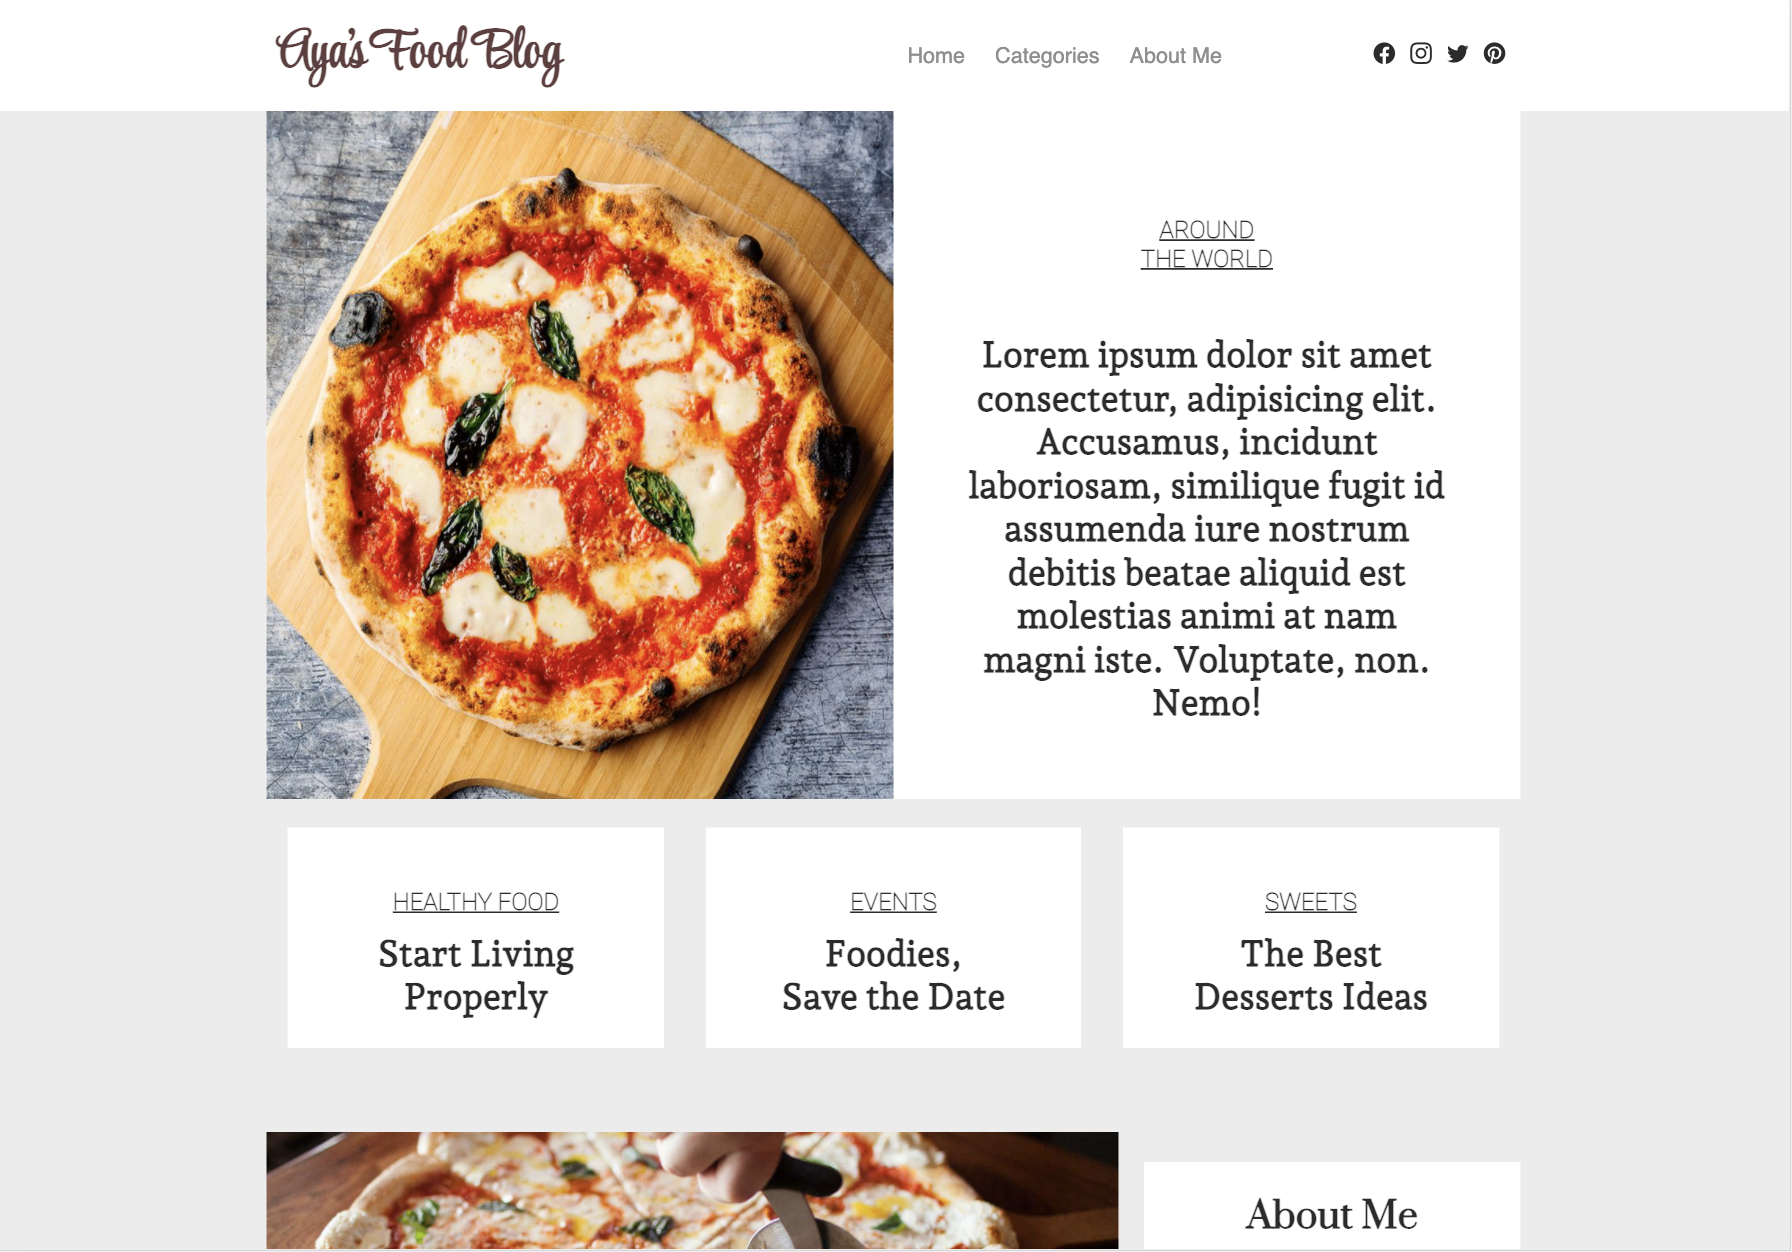 Aya's Food Blog
Home Categories About Me
AROUND
THE WORLD
Lorem ipsum dolor sit amet
consectetur, adipisicing elit.
Accusamus, incidunt
laboriosam, similique fugit id
assumenda iure nostrum
debitis beatae aliquid est
molestias animi at nam
magni iste. Voluptate, non.
Nemo!
HEALTHY FOOD
Start Living
Properly
EVENTS
Foodies,
Save the Date
SWEETS
The Best
Desserts Ideas
About Me